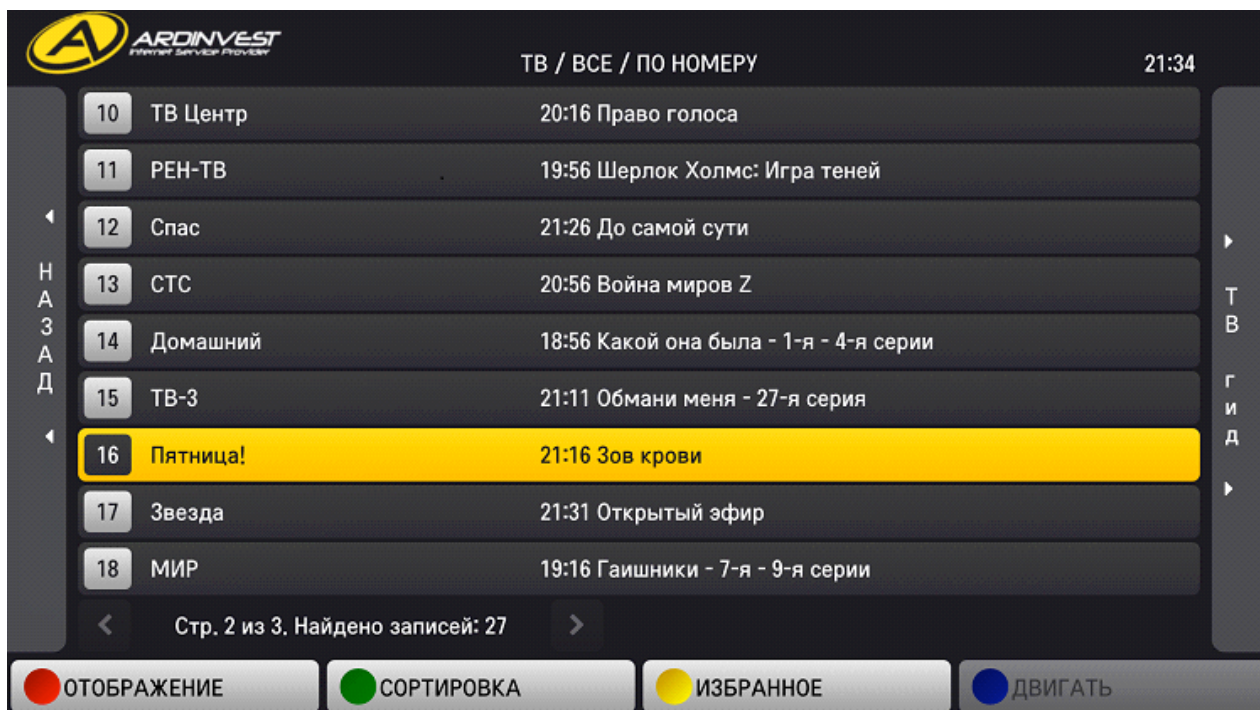 ARDINVEST
Internet Service Provider
ТВ / ВСЕ / ПО НОМЕРУ
21:34
10 ТВ Центр 20:16 Право голоса
11 РЕН-ТВ 19:56 Шерлок Холмс: Игра теней
12 Спас 21:26 До самой сути
13 СТС 20:56 Война миров Z
14 Домашний 18:56 Какой она была - 1-я - 4-я серии
15 ТВ-3 21:11 Обмани меня - 27-я серия
16 Пятница! 21:16 Зов крови
17 Звезда 21:31 Открытый эфир
18 МИР 19:16 Гаишники - 7-я - 9-я серии
НАЗАД
ТВ гид
Стр. 2 из 3. Найдено записей: 27
ОТОБРАЖЕНИЕ СОРТИРОВКА ИЗБРАННОЕ ДВИГАТЬ